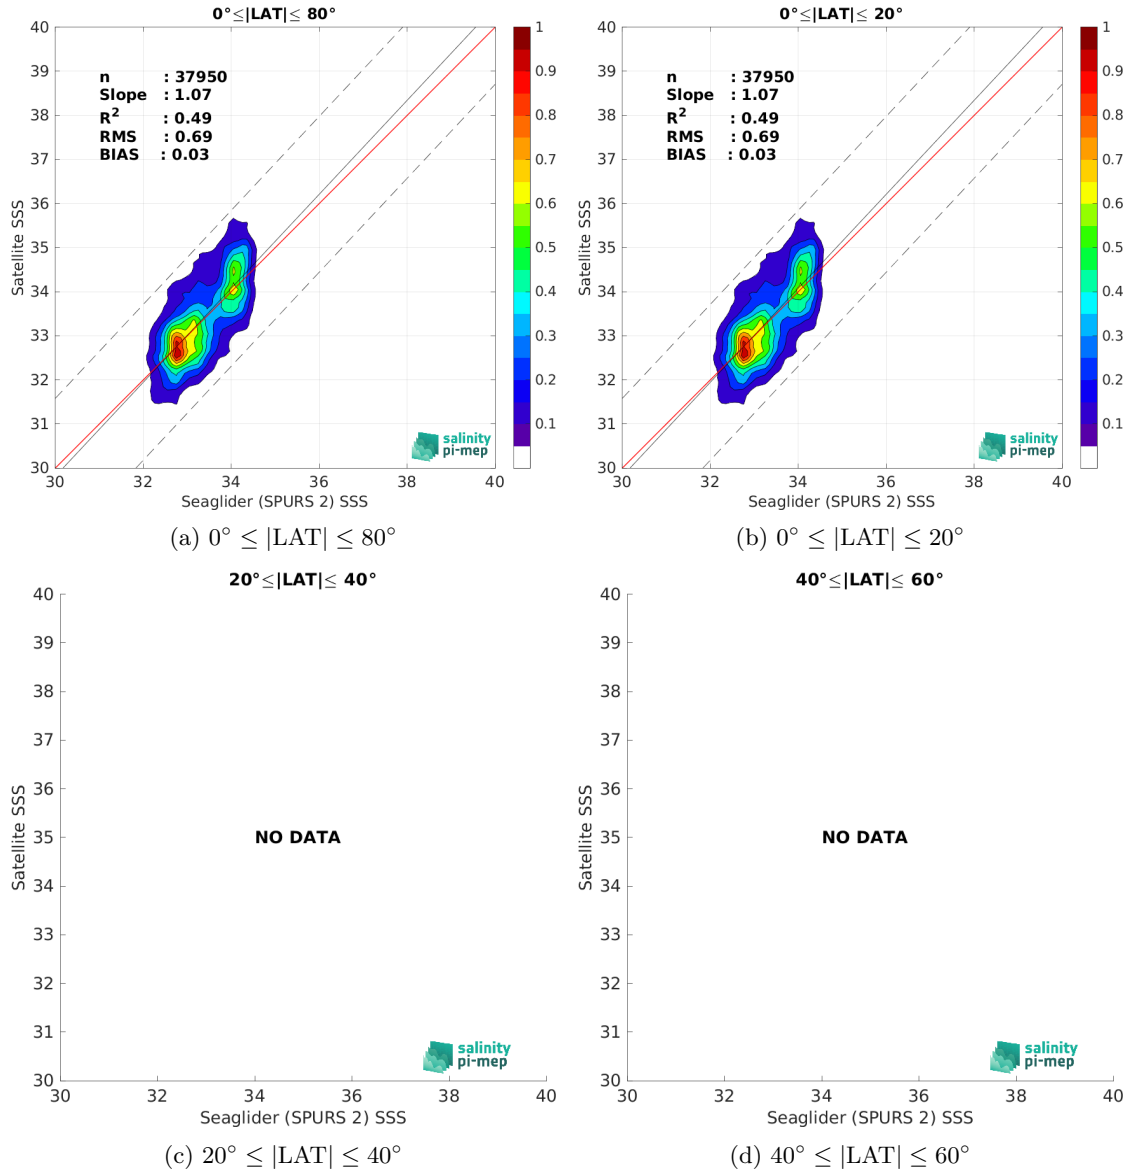 0°≤|LAT|≤ 80°
40
39
38
37
36
35
34
33
32
31
30
Satellite SSS
n : 37950
Slope : 1.07
R² : 0.49
RMS : 0.69
BIAS : 0.03
salinity
pi-mep
30 32 34 36 38 40
Seaglider (SPURS 2) SSS
1
0.9
0.8
0.7
0.6
0.5
0.4
0.3
0.2
0.1
(a) 0° ≤ |LAT| ≤ 80°
0°≤|LAT|≤ 20°
40
39
38
37
36
35
34
33
32
31
30
Satellite SSS
n : 37950
Slope : 1.07
R² : 0.49
RMS : 0.69
BIAS : 0.03
salinity
pi-mep
30 32 34 36 38 40
Seaglider (SPURS 2) SSS
1
0.9
0.8
0.7
0.6
0.5
0.4
0.3
0.2
0.1
(b) 0° ≤ |LAT| ≤ 20°
20°≤|LAT|≤ 40°
40
39
38
37
36
35
34
33
32
31
30
Satellite SSS
NO DATA
salinity
pi-mep
30 32 34 36 38 40
Seaglider (SPURS 2) SSS
(c) 20° ≤ |LAT| ≤ 40°
40°≤|LAT|≤ 60°
40
39
38
37
36
35
34
33
32
31
30
Satellite SSS
NO DATA
salinity
pi-mep
30 32 34 36 38 40
Seaglider (SPURS 2) SSS
(d) 40° ≤ |LAT| ≤ 60°